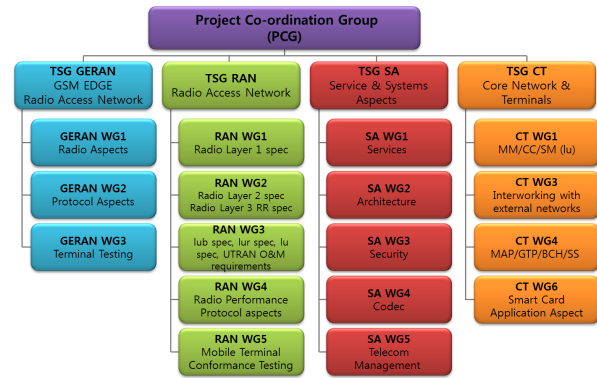 Project Co-ordination Group
(PCG)
TSG GERAN
GSM EDGE
Radio Access Network
GERAN WG1
Radio Aspects
GERAN WG2
Protocol Aspects
GERAN WG3
Terminal Testing
TSG RAN
Radio Access Network
RAN WG1
Radio Layer 1 spec
RAN WG2
Radio Layer 2 spec
Radio Layer 3 RR spec
RAN WG3
lub spec, lur spec, lu
spec, UTRAN O&M
requirements
RAN WG4
Radio Performance
Protocol aspects
RAN WG5
Mobile Terminal
Conformance Testing
TSG SA
Service & Systems
Aspects
SA WG1
Services
SA WG2
Architecture
SA WG3
Security
SA WG4
Codec
SA WG5
Telecom
Management
TSG CT
Core Network &
Terminals
CT WG1
MM/CC/SM (lu)
CT WG3
Interworking with
external networks
CT WG4
MAP/GTP/BCH/SS
CT WG6
Smart Card
Application Aspect